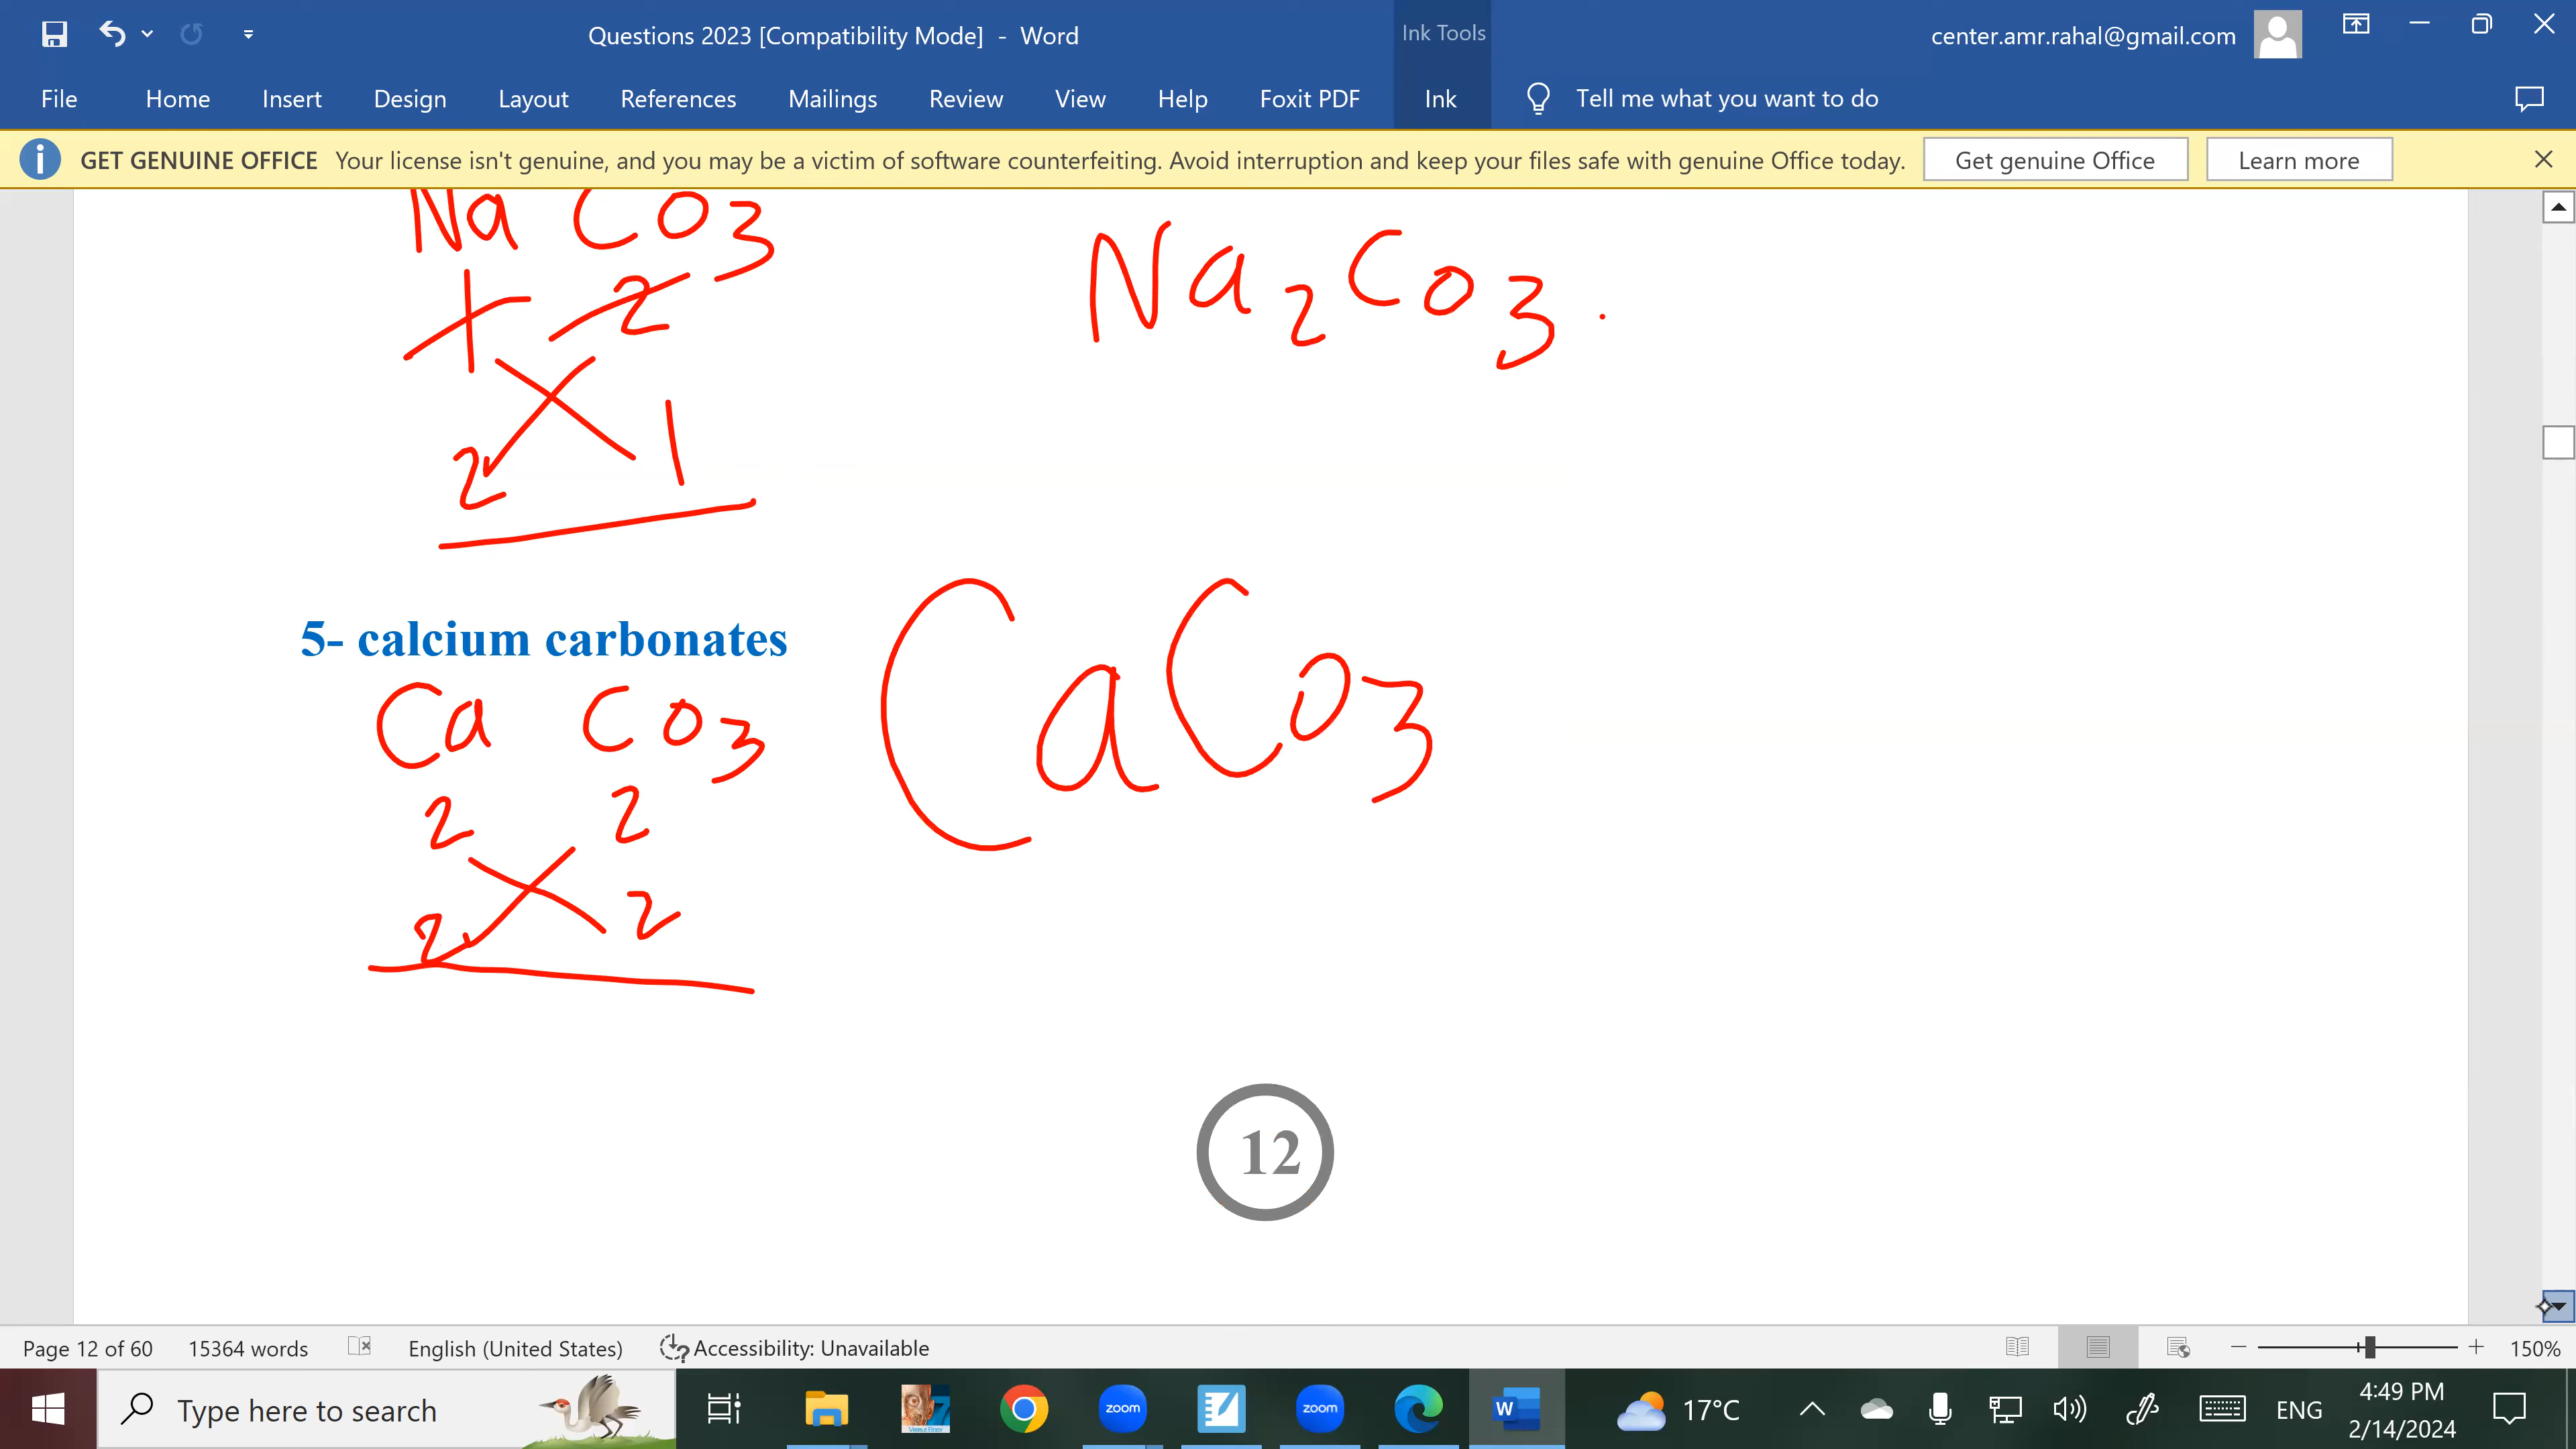 Questions 2023 [Compatibility Mode] - Word
Ink Tools
center.amr.rahal@gmail.com
File Home Insert Design Layout References Mailings Review View Help Foxit PDF Ink Tell me what you want to do
GET GENUINE OFFICE Your license isn't genuine, and you may be a victim of software counterfeiting. Avoid interruption and keep your files safe with genuine Office today. Get genuine Office Learn more
Na Co3
Na2Co3.
1 2
2 1
5- calcium carbonates
Ca Co3
CaCo3
2 2
2 2
12
Page 12 of 60 15364 words English (United States) Accessibility: Unavailable 150%
Type here to search
zoom
zoom
W
17°C
ENG
4:49 PM
2/14/2024